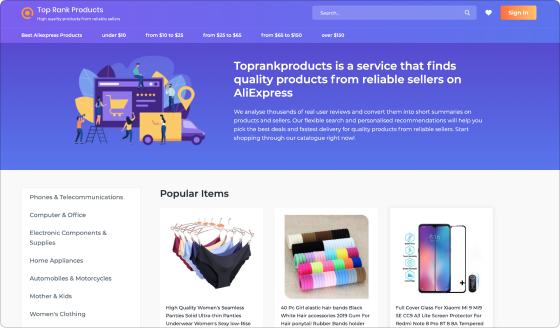 Top Rank Products
High quality products from reliable sellers
Search...
Sign In
Best Aliexpress Products
under $10
from $10 to $25
from $25 to $65
from $65 to $150
over $150
Toprankproducts is a service that finds
quality products from reliable sellers on
AliExpress
We analyse thousands of real user reviews and convert them into short summaries on
products and sellers. Our flexible search and personalised recommendations will help you
pick the best deals and fastest delivery for quality products from reliable sellers. Start
shopping through our catalogue right now!
Phones & Telecommunications
Computer & Office
Electronic Components &
Supplies
Home Appliances
Automobiles & Motorcycles
Mother & Kids
Women's Clothing
Popular Items
High Quality Women's Seamless
Panties Solid Ultra-thin Panties
Underwear Women's Sexy low-Rise
40 Pc Girl elastic hair bands Black
White Hair accessories 2019 Gum For
Hair ponytail Rubber Bands holder
Full Cover Glass For Xiaomi Mi 9 Mi9
SE CC9 A3 Lite Screen Protector For
Redmi Note 8 Pro 8T 8 8A Tempered